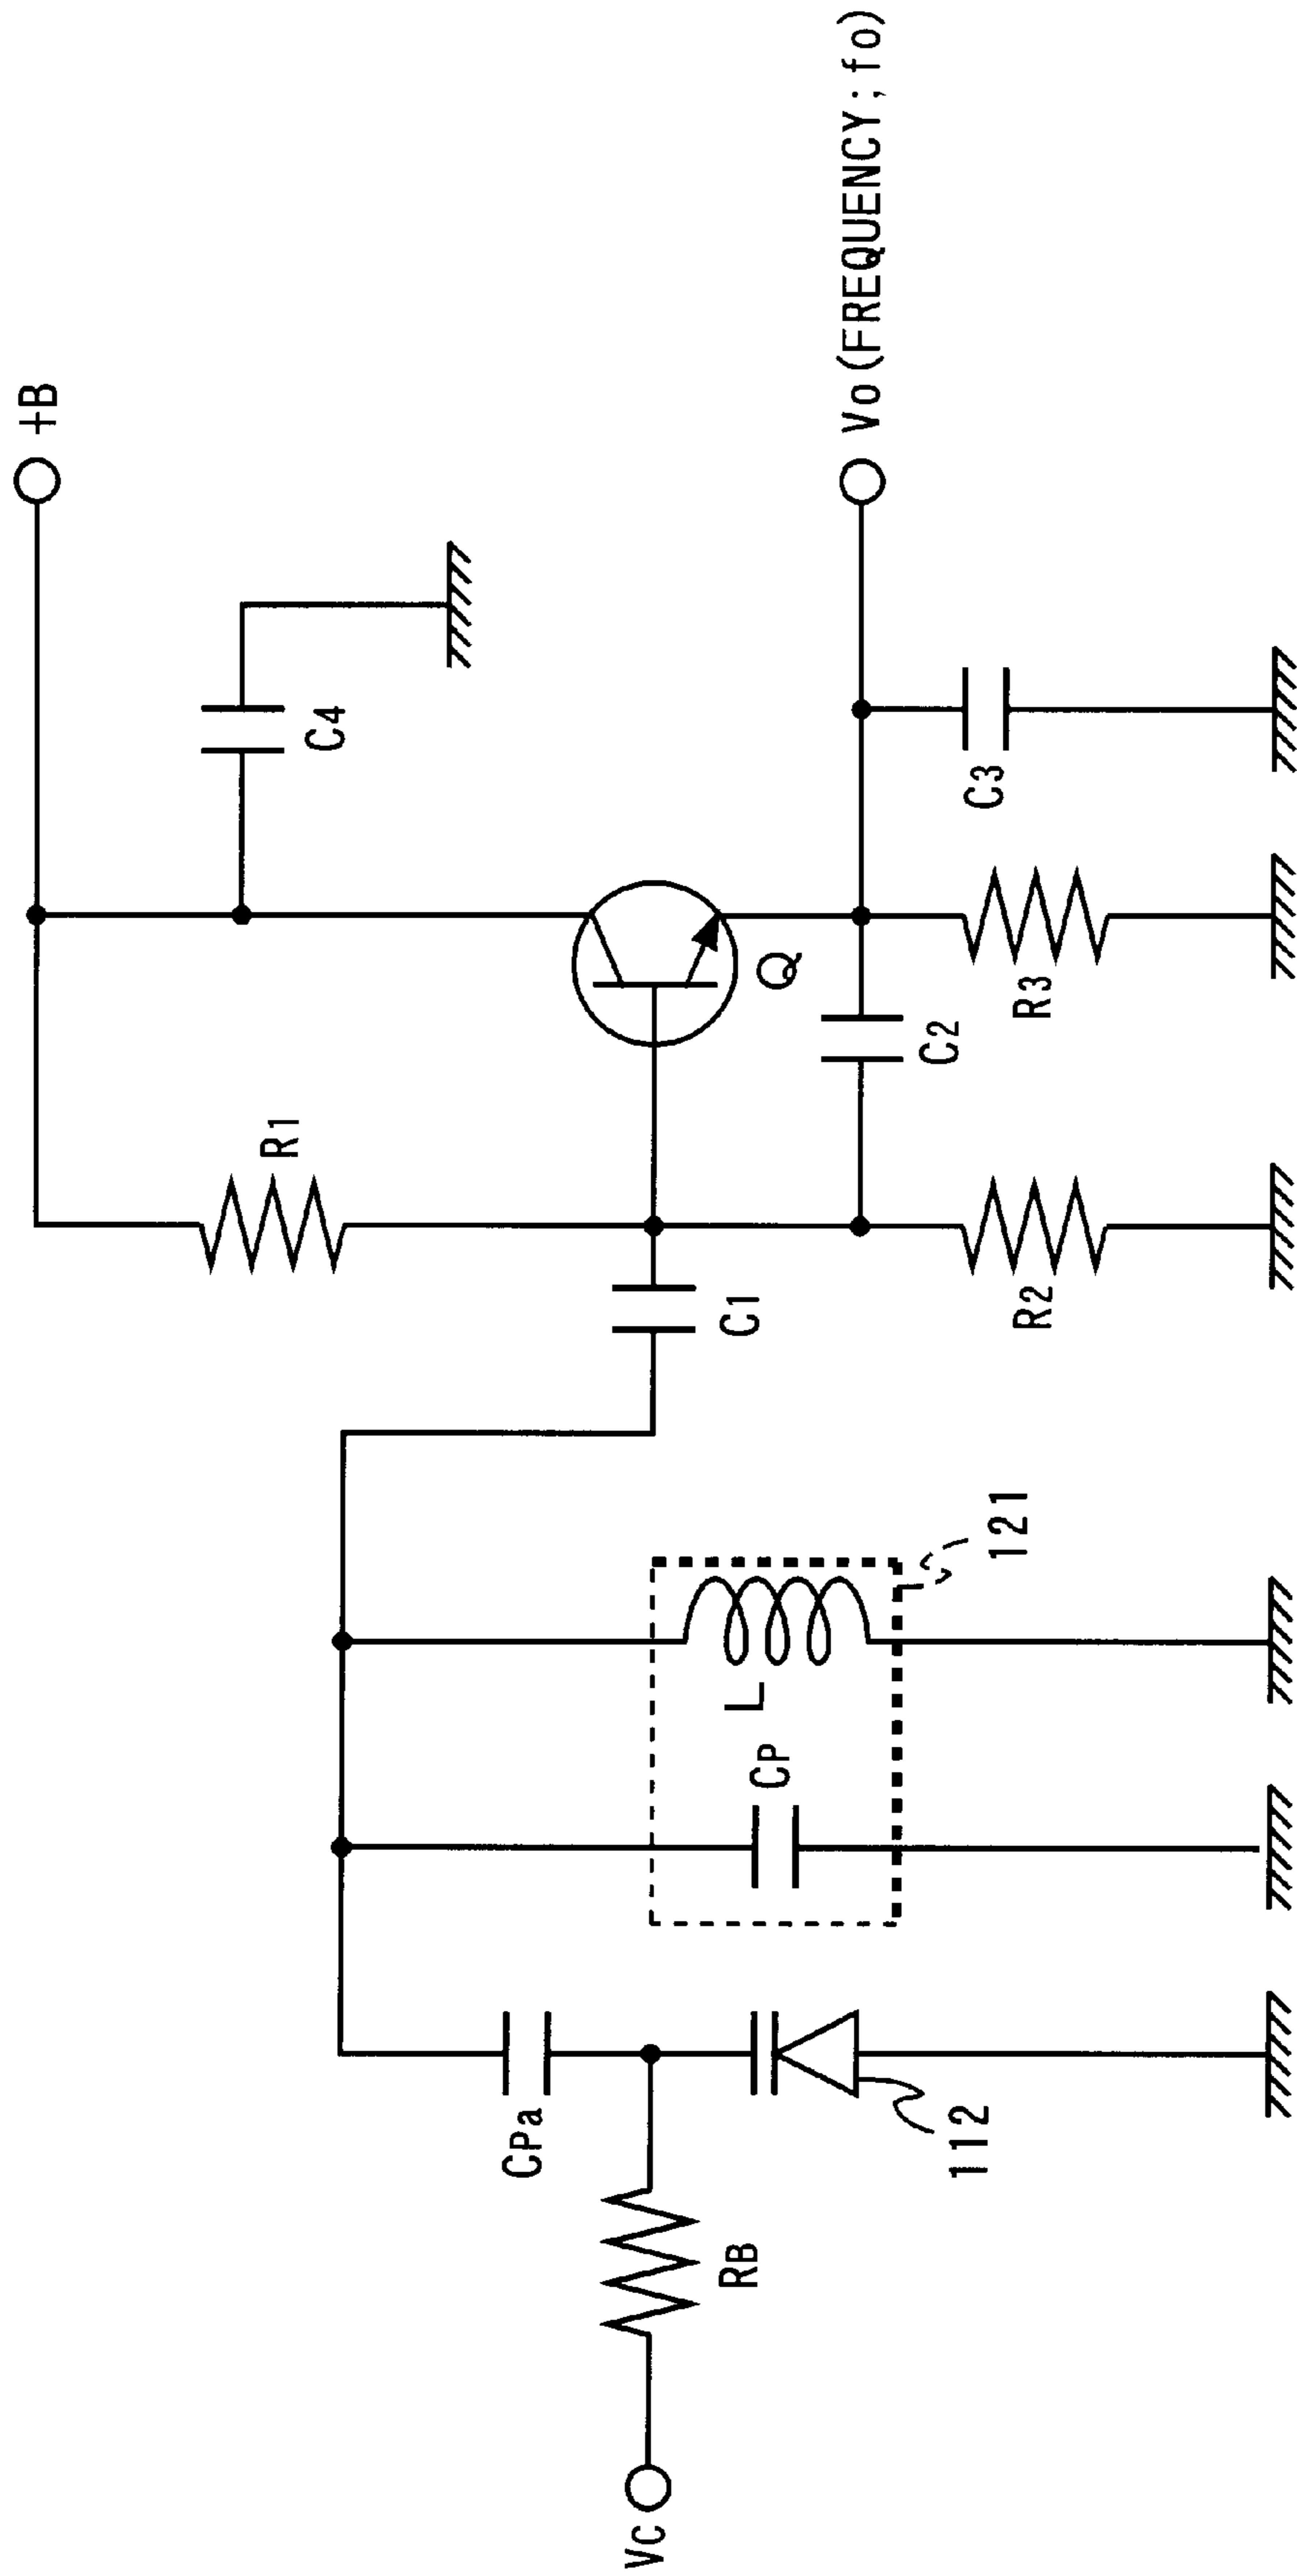 +B
C4
R1
Q
Vo(FREQUENCY;fo)
C1
C2
C3
R2
R3
L
CP
121
CPa
112
RB
Vc